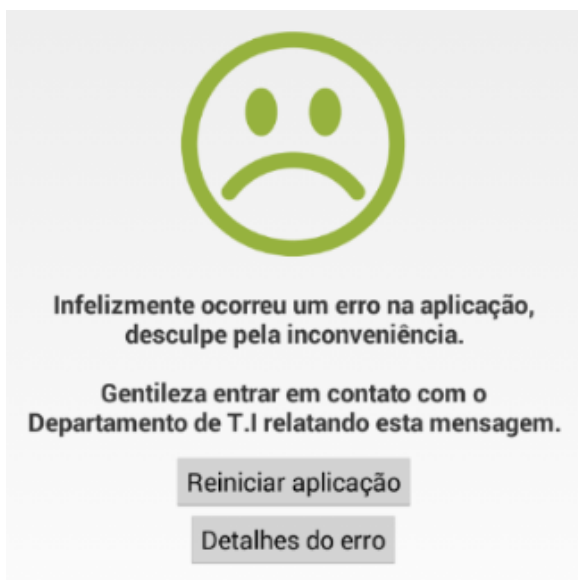 Infelizmente ocorreu um erro na aplicação,
desculpe pela inconveniência.
Gentileza entrar em contato com o
Departamento de T.I relatando esta mensagem.
Reiniciar aplicação
Detalhes do erro